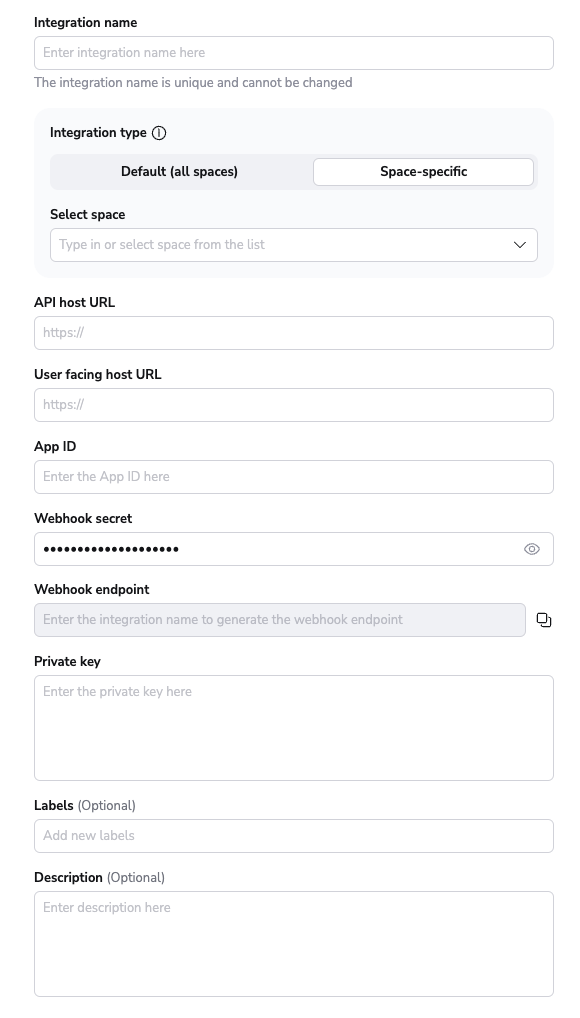 Integration name
Enter integration name here
The integration name is unique and cannot be changed
Integration type
Default (all spaces)
Space-specific
Select space
Type in or select space from the list
API host URL
https://
User facing host URL
https://
App ID
Enter the App ID here
Webhook secret
••••••••••••••••••••
Webhook endpoint
Enter the integration name to generate the webhook endpoint
Private key
Enter the private key here
Labels (Optional)
Add new labels
Description (Optional)
Enter description here